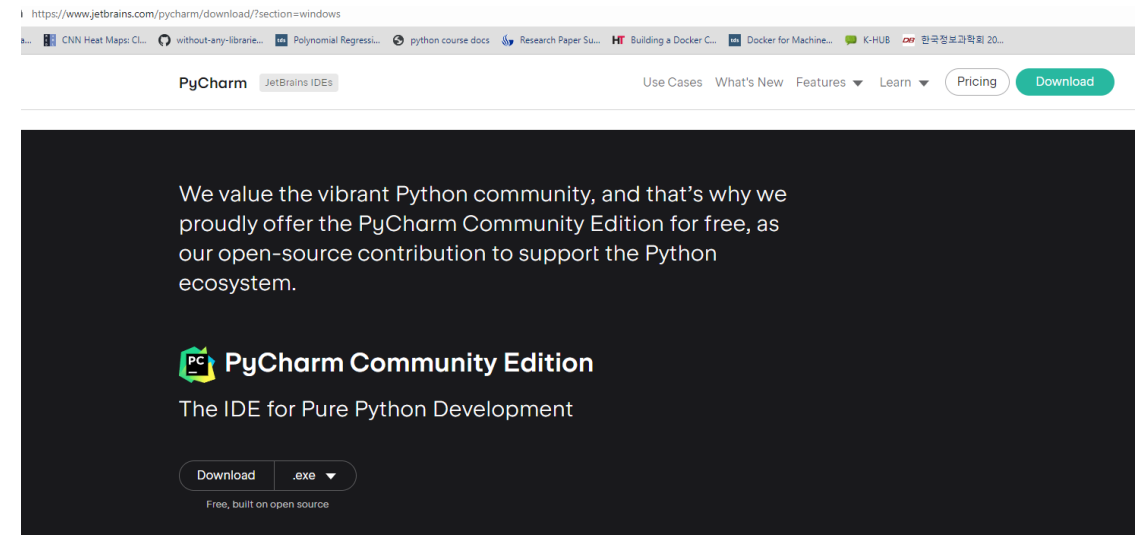 https://www.jetbrains.com/pycharm/download/?section=windows
a... CNN Heat Maps: Cl... without-any-librarie... tds Polynomial Regressi... python course docs Research Paper Su... HT Building a Docker C... tds Docker for Machine... K-HUB DB 한국정보과학회 20...
PyCharm JetBrains IDEs Use Cases What's New Features Learn Pricing Download
We value the vibrant Python community, and that's why we
proudly offer the PyCharm Community Edition for free, as
our open-source contribution to support the Python
ecosystem.
PC PyCharm Community Edition
The IDE for Pure Python Development
Download .exe
Free, built on open source